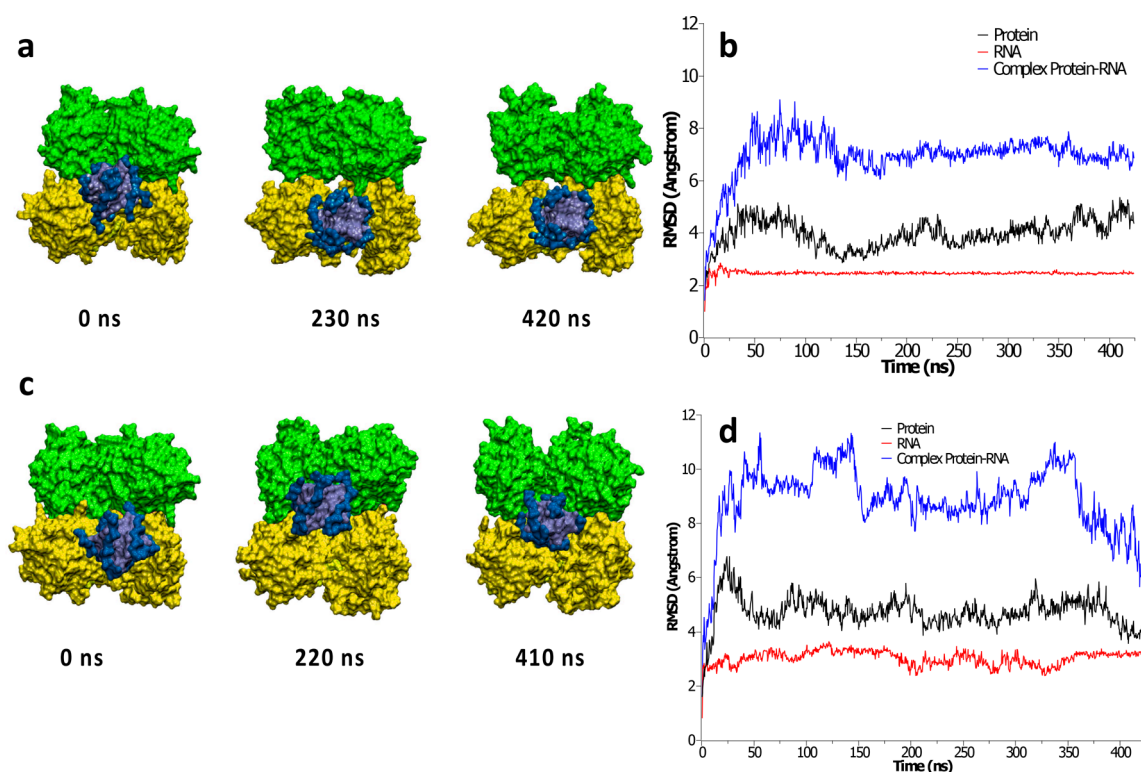 a
0 ns
230 ns
420 ns
b
Protein
RNA
Complex Protein-RNA
RMSD (Angstrom)
12
10
8
6
4
2
0
0 50 100 150 200 250 300 350 400
Time (ns)
c
0 ns
220 ns
410 ns
d
Protein
RNA
Complex Protein-RNA
RMSD (Angstrom)
12
10
8
6
4
2
0
0 50 100 150 200 250 300 350 400
Time (ns)